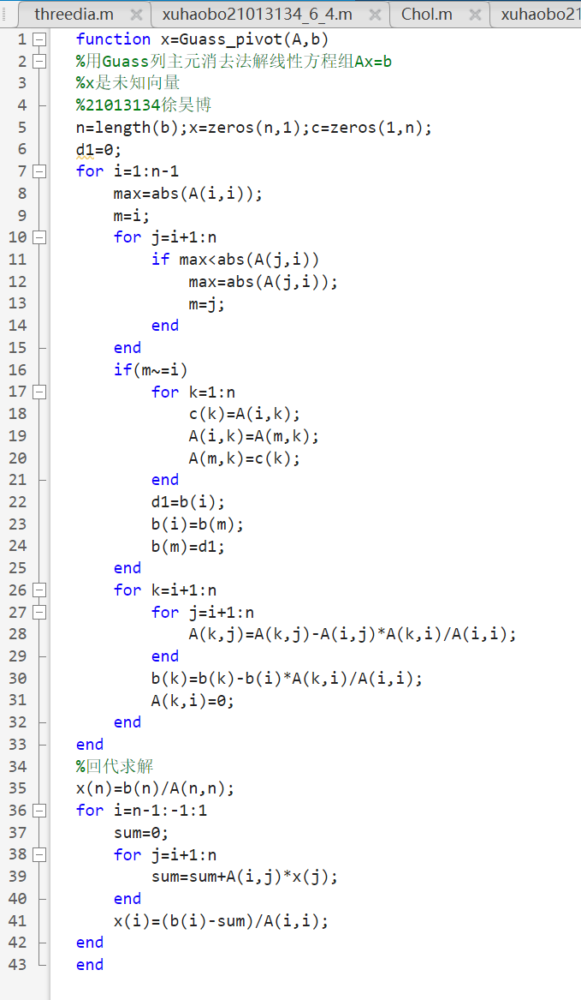 threedia.m xuhaobo21013134_6_4.m Chol.m xuhaobo21
1 function x=Guass_pivot(A,b)
2 %用Guass列主元消去法解线性方程组Ax=b
3 %x是未知向量
4 %21013134徐昊博
5 n=length(b);x=zeros(n,1);c=zeros(1,n);
6 d1=0;
7 for i=1:n-1
8 max=abs(A(i,i));
9 m=i;
10 for j=i+1:n
11 if max<abs(A(j,i))
12 max=abs(A(j,i));
13 m=j;
14 end
15 end
16 if(m~=i)
17 for k=1:n
18 c(k)=A(i,k);
19 A(i,k)=A(m,k);
20 A(m,k)=c(k);
21 end
22 d1=b(i);
23 b(i)=b(m);
24 b(m)=d1;
25 end
26 for k=i+1:n
27 for j=i+1:n
28 A(k,j)=A(k,j)-A(i,j)*A(k,i)/A(i,i);
29 end
30 b(k)=b(k)-b(i)*A(k,i)/A(i,i);
31 A(k,i)=0;
32 end
33 end
34 %回代求解
35 x(n)=b(n)/A(n,n);
36 for i=n-1:-1:1
37 sum=0;
38 for j=i+1:n
39 sum=sum+A(i,j)*x(j);
40 end
41 x(i)=(b(i)-sum)/A(i,i);
42 end
43 end